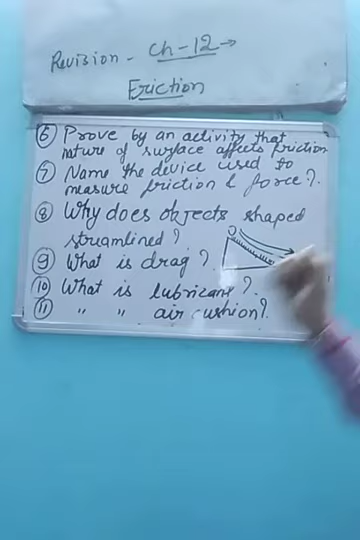 Revision - Ch-12→
Friction
⑥ Prove by an activity that
nature of surface affects friction
⑦ Name the device used to
measure friction & force?.
⑧ Why does objects shaped
streamlined?
⑨ What is drag?.
⑩ What is lubricant?.
⑪ " " air cushion?.